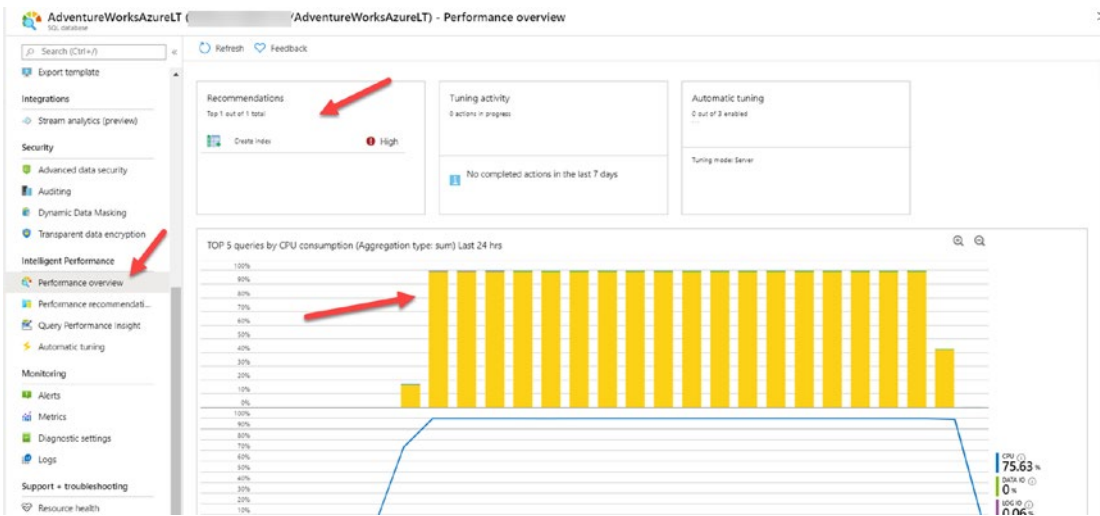 AdventureWorksAzureLT ( /AdventureWorksAzureLT) - Performance overview
SQL database
Search (Ctrl+/)
«
Refresh
Feedback
Export template
Integrations
Stream analytics (preview)
Security
Advanced data security
Auditing
Dynamic Data Masking
Transparent data encryption
Intelligent Performance
Performance overview
Performance recommendati...
Query Performance Insight
Automatic tuning
Monitoring
Alerts
Metrics
Diagnostic settings
Logs
Support + troubleshooting
Resource health
Recommendations
Top 1 out of 1 total
Create index
High
Tuning activity
0 actions in progress
No completed actions in the last 7 days
Automatic tuning
0 out of 3 enabled
Tuning mode: Server
TOP 5 queries by CPU consumption (Aggregation type: sum) Last 24 hrs
100%
90%
80%
70%
60%
50%
40%
30%
20%
10%
0%
100%
90%
80%
70%
60%
50%
40%
30%
20%
10%
CPU
75.63 %
DATA IO
0 %
LOG IO
0.06 %